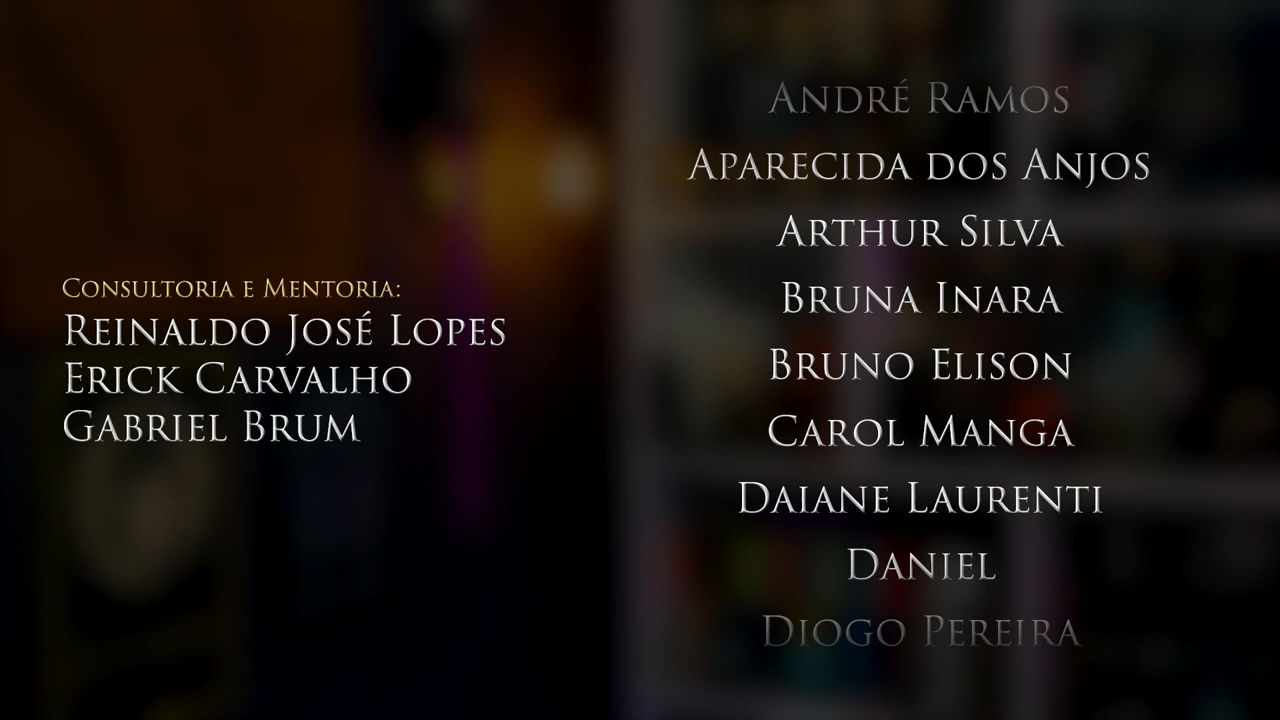 Consultoria e Mentoria:
Reinaldo José Lopes
Erick Carvalho
Gabriel Brum
André Ramos
Aparecida dos Anjos
Arthur Silva
Bruna Inara
Bruno Elison
Carol Manga
Daiane Laurenti
Daniel
Diogo Pereira